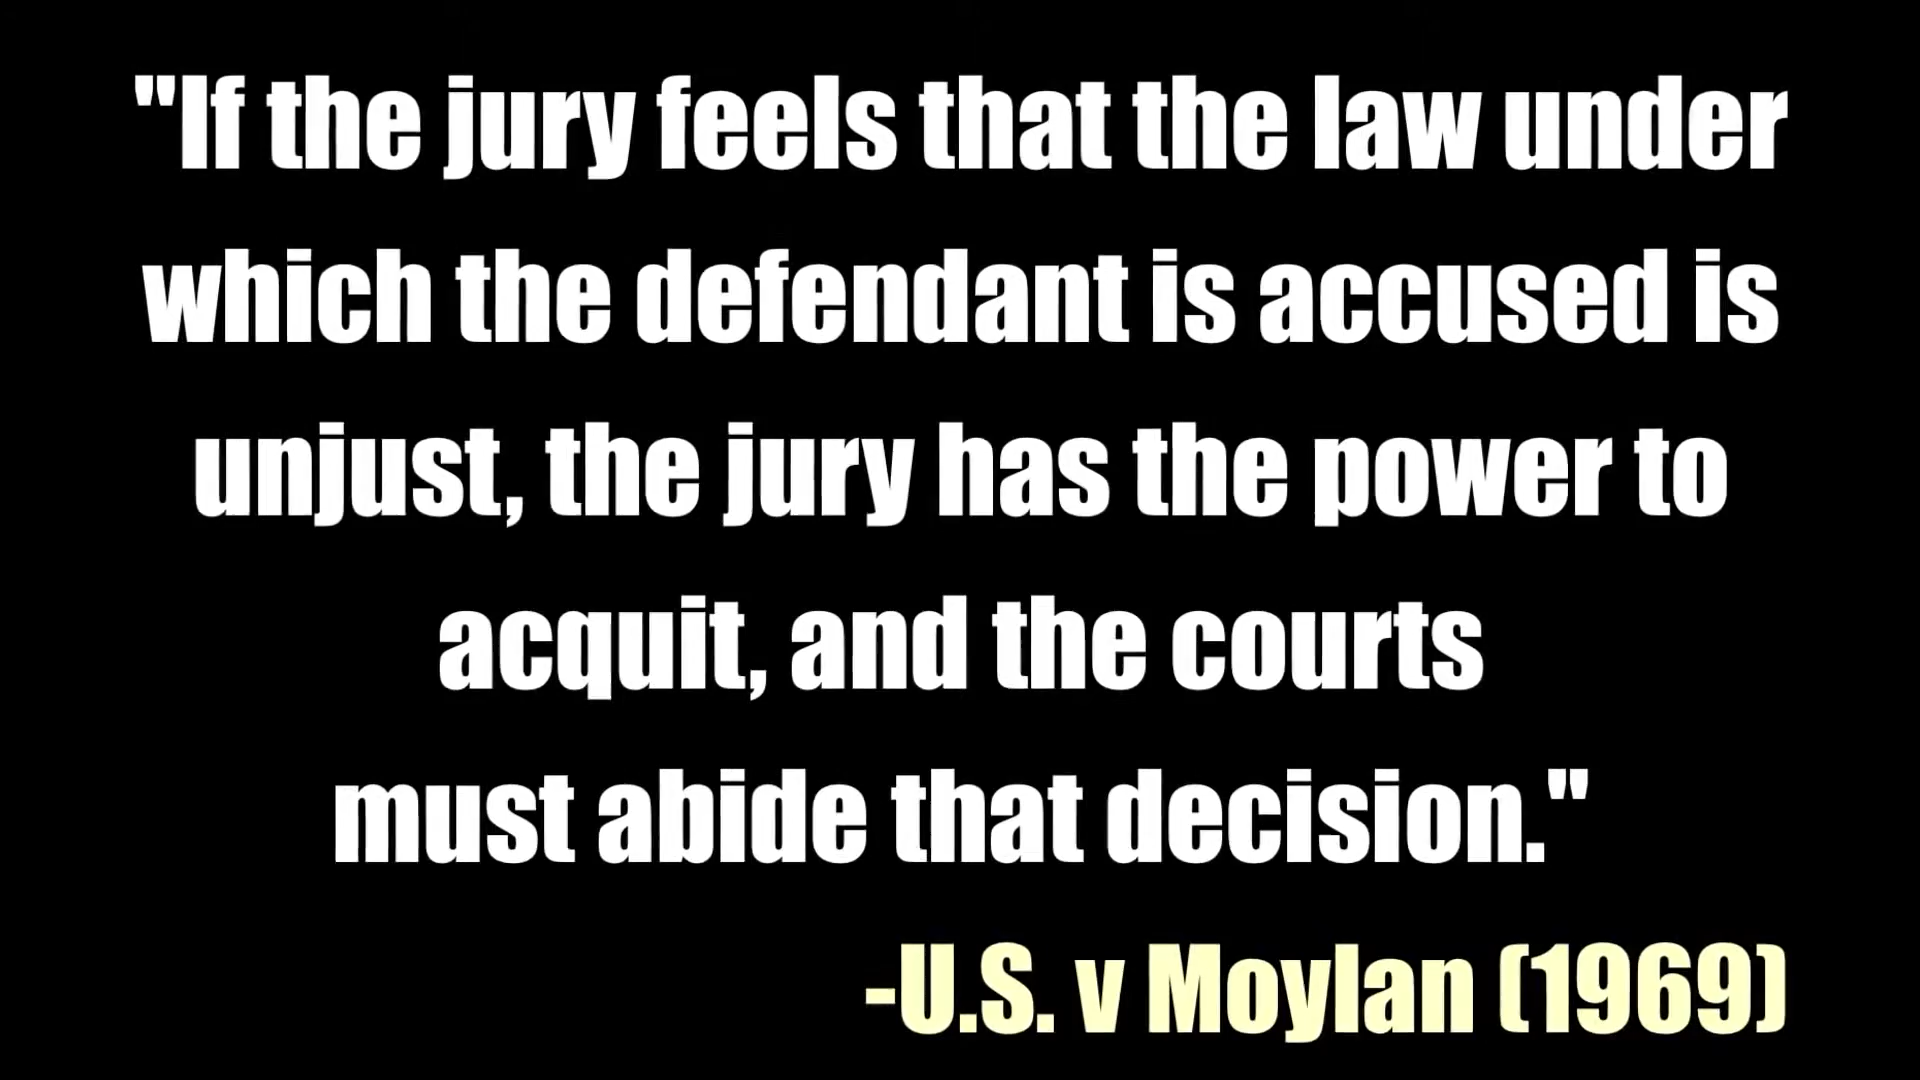 "If the jury feels that the law under
which the defendant is accused is
unjust, the jury has the power to
acquit, and the courts
must abide that decision."
-U.S. v Moylan (1969)